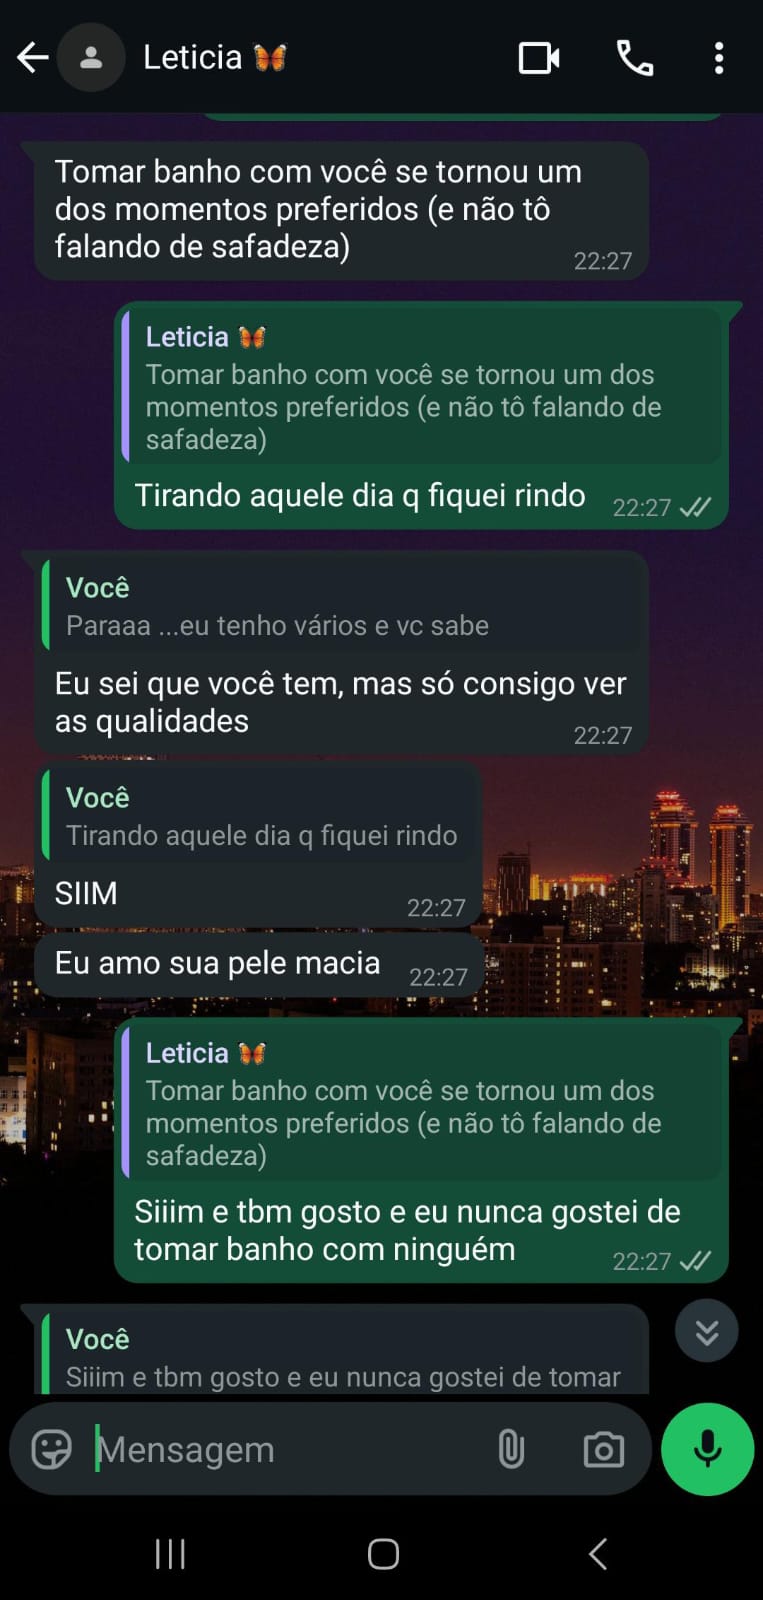 Leticia 🦋
Tomar banho com você se tornou um
dos momentos preferidos (e não tô
falando de safadeza)
22:27
Leticia 🦋
Tomar banho com você se tornou um dos
momentos preferidos (e não tô falando de
safadeza)
Tirando aquele dia q fiquei rindo
22:27
Você
Paraaa ...eu tenho vários e vc sabe
Eu sei que você tem, mas só consigo ver
as qualidades
22:27
Você
Tirando aquele dia q fiquei rindo
SIIM
22:27
Eu amo sua pele macia
22:27
Leticia 🦋
Tomar banho com você se tornou um dos
momentos preferidos (e não tô falando de
safadeza)
Siiim e tbm gosto e eu nunca gostei de
tomar banho com ninguém
22:27
Você
Siiim e tbm gosto e eu nunca gostei de tomar
Mensagem